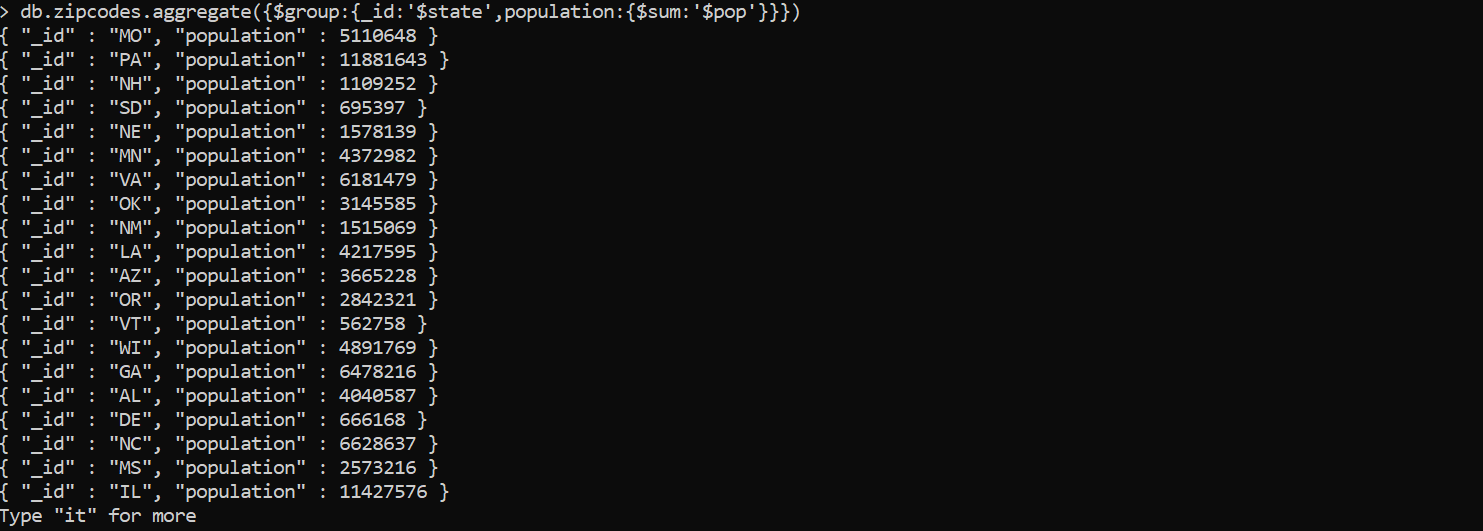 > db.zipcodes.aggregate({$group:{_id:'$state',population:{$sum:'$pop'}}})
{ "_id" : "MO", "population" : 5110648 }
{ "_id" : "PA", "population" : 11881643 }
{ "_id" : "NH", "population" : 1109252 }
{ "_id" : "SD", "population" : 695397 }
{ "_id" : "NE", "population" : 1578139 }
{ "_id" : "MN", "population" : 4372982 }
{ "_id" : "VA", "population" : 6181479 }
{ "_id" : "OK", "population" : 3145585 }
{ "_id" : "NM", "population" : 1515069 }
{ "_id" : "LA", "population" : 4217595 }
{ "_id" : "AZ", "population" : 3665228 }
{ "_id" : "OR", "population" : 2842321 }
{ "_id" : "VT", "population" : 562758 }
{ "_id" : "WI", "population" : 4891769 }
{ "_id" : "GA", "population" : 6478216 }
{ "_id" : "AL", "population" : 4040587 }
{ "_id" : "DE", "population" : 666168 }
{ "_id" : "NC", "population" : 6628637 }
{ "_id" : "MS", "population" : 2573216 }
{ "_id" : "IL", "population" : 11427576 }
Type "it" for more